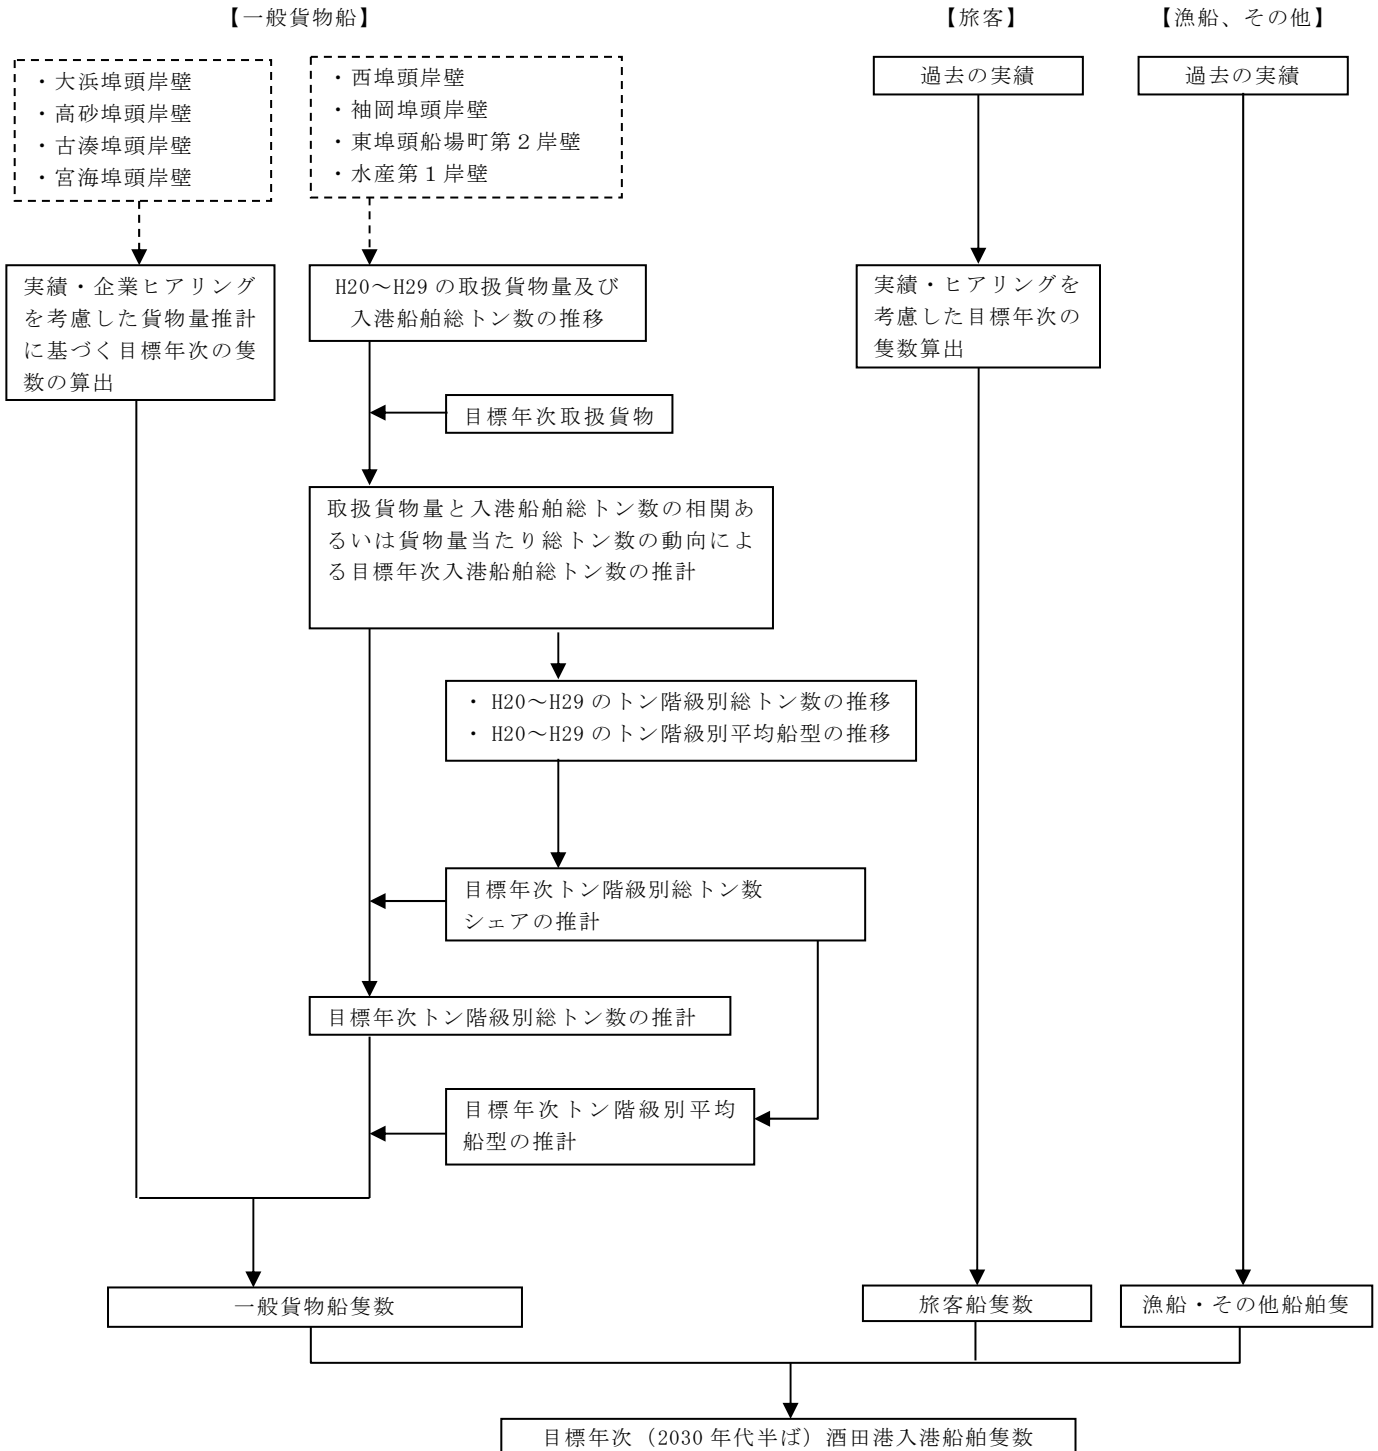 【一般貨物船】
【旅客】
【漁船、その他】
・大浜埠頭岸壁
・高砂埠頭岸壁
・古湊埠頭岸壁
・宮海埠頭岸壁
・西埠頭岸壁
・袖岡埠頭岸壁
・東埠頭船場町第２岸壁
・水産第１岸壁
過去の実績
過去の実績
実績・企業ヒアリング
を考慮した貨物量推計
に基づく目標年次の隻
数の算出
H20～H29 の取扱貨物量及び
入港船舶総トン数の推移
実績・ヒアリングを
考慮した目標年次の
隻数算出
目標年次取扱貨物
取扱貨物量と入港船舶総トン数の相関あ
るいは貨物量当たり総トン数の動向によ
る目標年次入港船舶総トン数の推計
・ H20～H29 のトン階級別総トン数の推移
・ H20～H29 のトン階級別平均船型の推移
目標年次トン階級別総トン数
シェアの推計
目標年次トン階級別総トン数の推計
目標年次トン階級別平均
船型の推計
一般貨物船隻数
旅客船隻数
漁船・その他船舶隻
目標年次（2030 年代半ば）酒田港入港船舶隻数